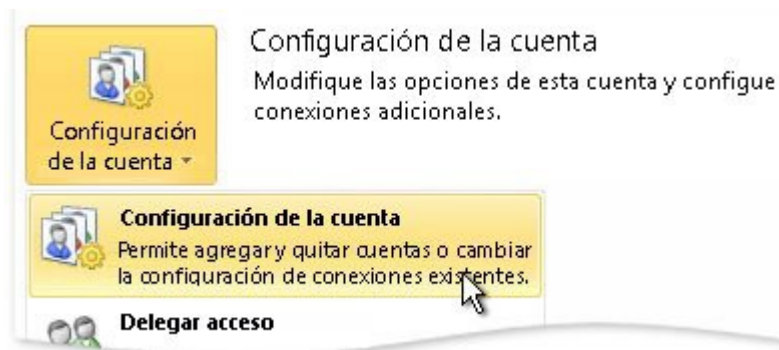 Configuración de la cuenta
Modifique las opciones de esta cuenta y configue
conexiones adicionales.
Configuración
de la cuenta
Configuración de la cuenta
Permite agregar y quitar cuentas o cambiar
la configuración de conexiones existentes.
Delegar acceso